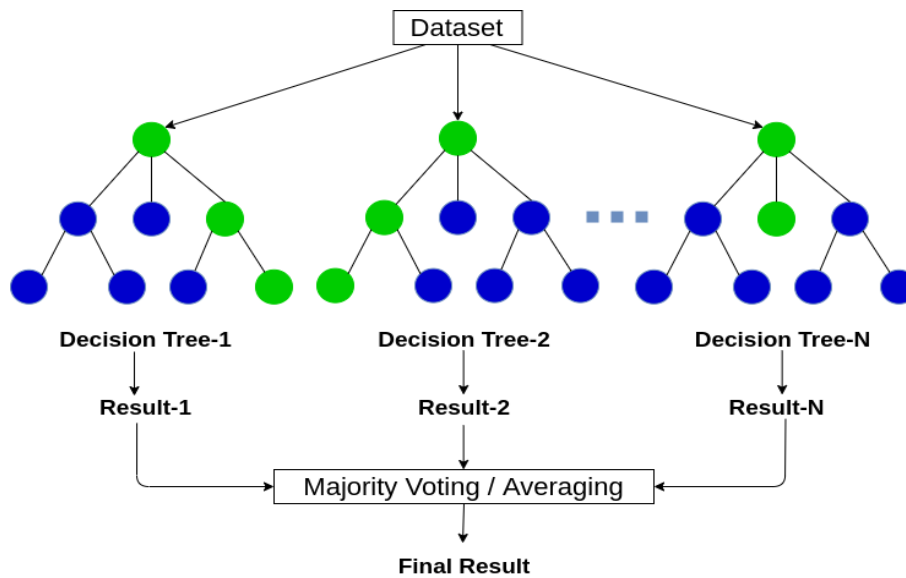 Dataset
Decision Tree-1
Decision Tree-2
Decision Tree-N
Result-1
Result-2
Result-N
Majority Voting / Averaging
Final Result